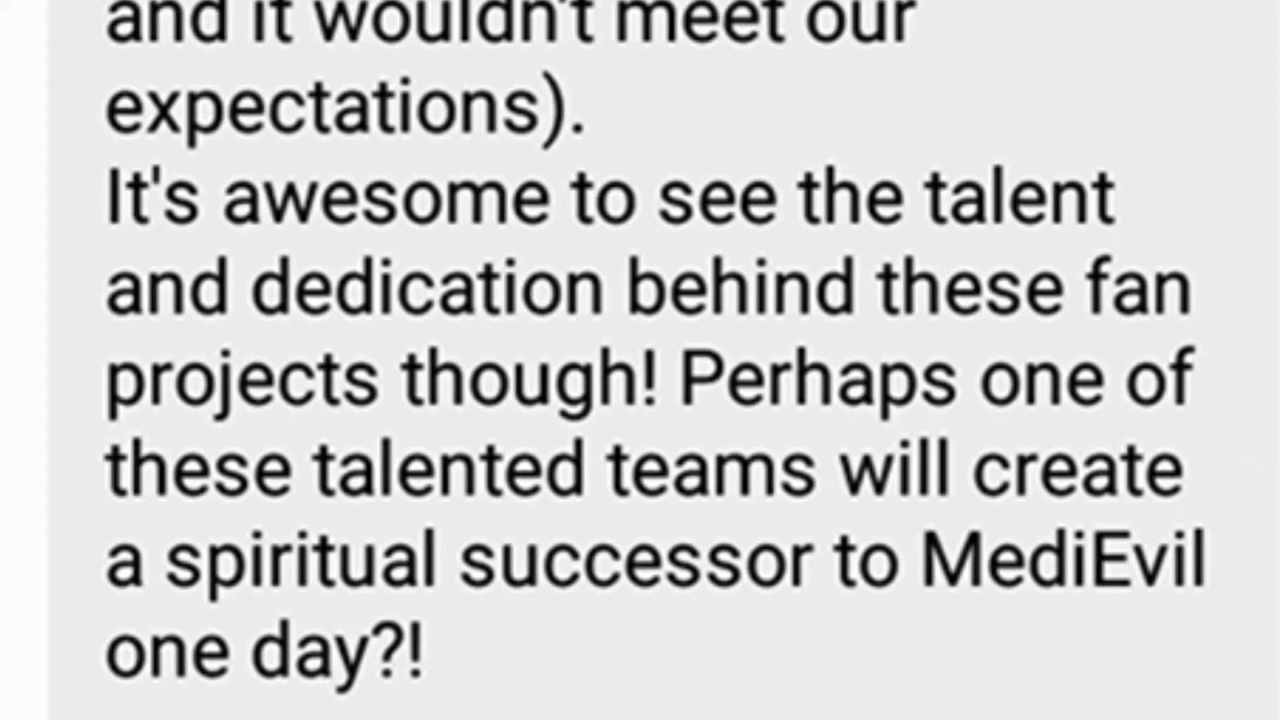 and it wouldn't meet our
expectations).
It's awesome to see the talent
and dedication behind these fan
projects though! Perhaps one of
these talented teams will create
a spiritual successor to MediEvil
one day?!